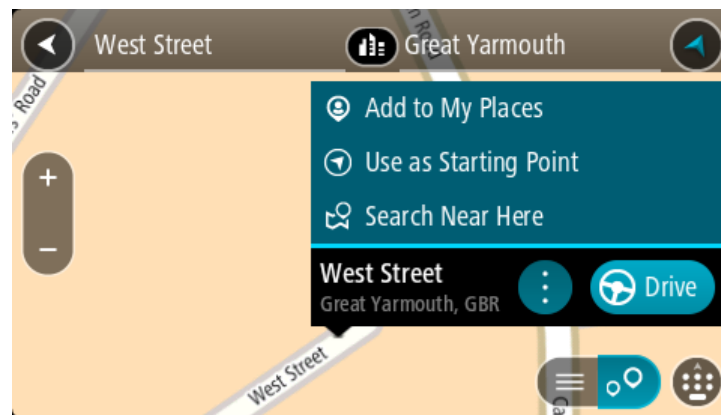 West Street
Great Yarmouth
Road
Add to My Places
Use as Starting Point
Search Near Here
West Street
Great Yarmouth, GBR
Drive
West Street